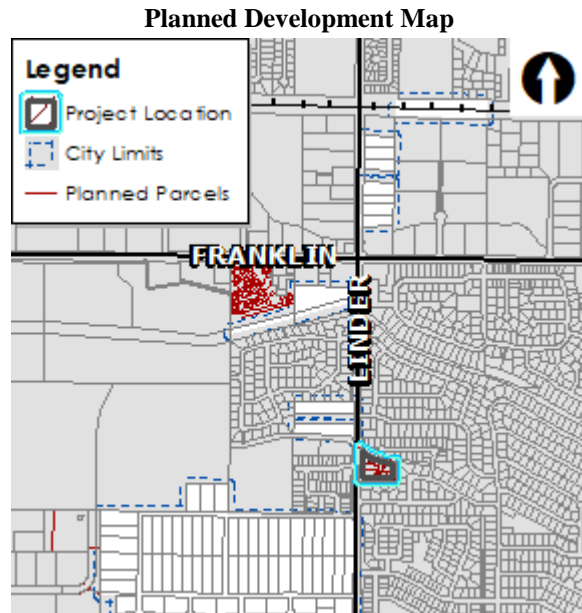 Planned Development Map
Legend
Project Location
City Limits
Planned Parcels
FRANKLIN
LINDER